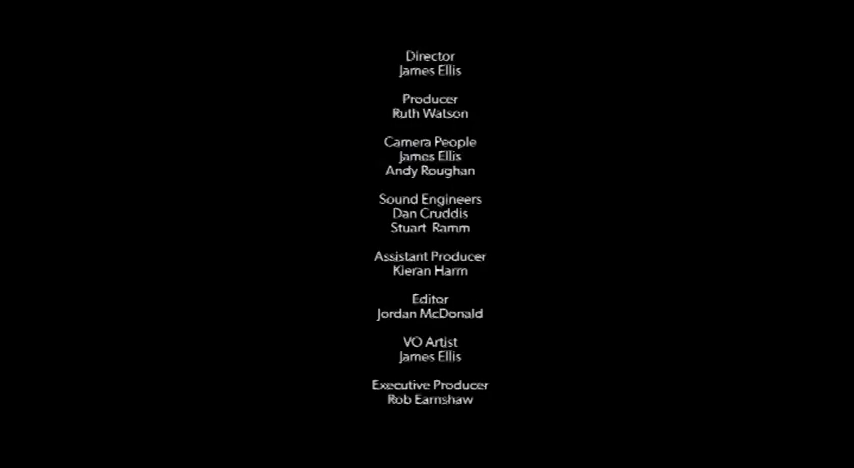 Director
James Ellis
Producer
Ruth Watson
Camera People
James Ellis
Andy Roughan
Sound Engineers
Dan Cruddis
Stuart Ramm
Assistant Producer
Kieran Harm
Editor
Jordan McDonald
VO Artist
James Ellis
Executive Producer
Rob Earnshaw